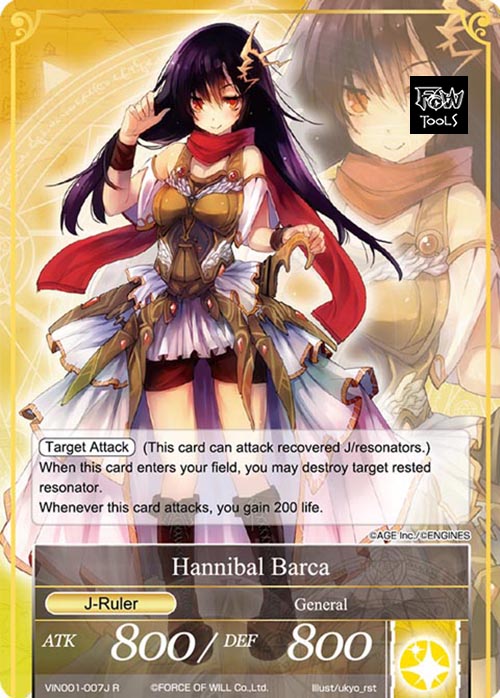 FOW
TOOLS
Target Attack (This card can attack recovered J/resonators.)
When this card enters your field, you may destroy target rested
resonator.
Whenever this card attacks, you gain 200 life.
©AGE Inc./©ENGINES
Hannibal Barca
J-Ruler General
ATK 800 / DEF 800
VIN001-007J R ©FORCE OF WILL Co.,Ltd. Illust/ukyo_rst